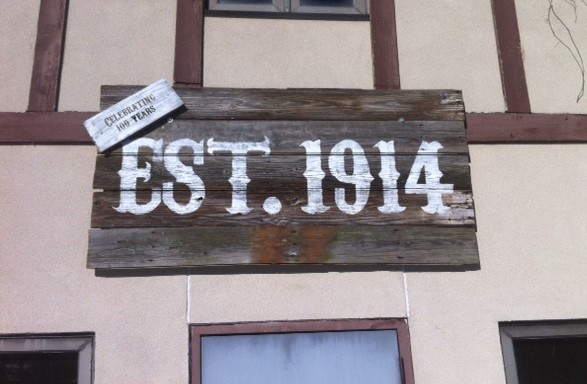 CELEBRATING
100 YEARS
EST. 1914